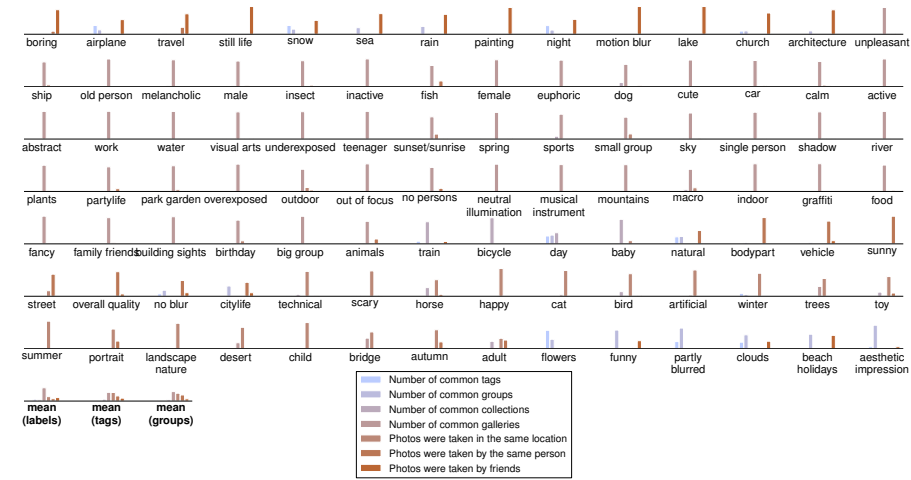 boring airplane travel still life snow sea rain painting night motion blur lake church architecture unpleasant
ship old person melancholic male insect inactive fish female euphoric dog cute car calm active
abstract work water visual arts underexposed teenager sunset/sunrise spring sports small group sky single person shadow river
plants partylife park garden overexposed outdoor out of focus no persons neutral illumination musical instrument mountains macro indoor graffiti food
fancy family friends building sights birthday big group animals train bicycle day baby natural bodypart vehicle sunny
street overall quality no blur citylife technical scary horse happy cat bird artificial winter trees toy
summer portrait landscape nature desert child bridge autumn adult flowers funny partly blurred clouds beach holidays aesthetic impression
mean (labels) mean (tags) mean (groups)
Number of common tags
Number of common groups
Number of common collections
Number of common galleries
Photos were taken in the same location
Photos were taken by the same person
Photos were taken by friends